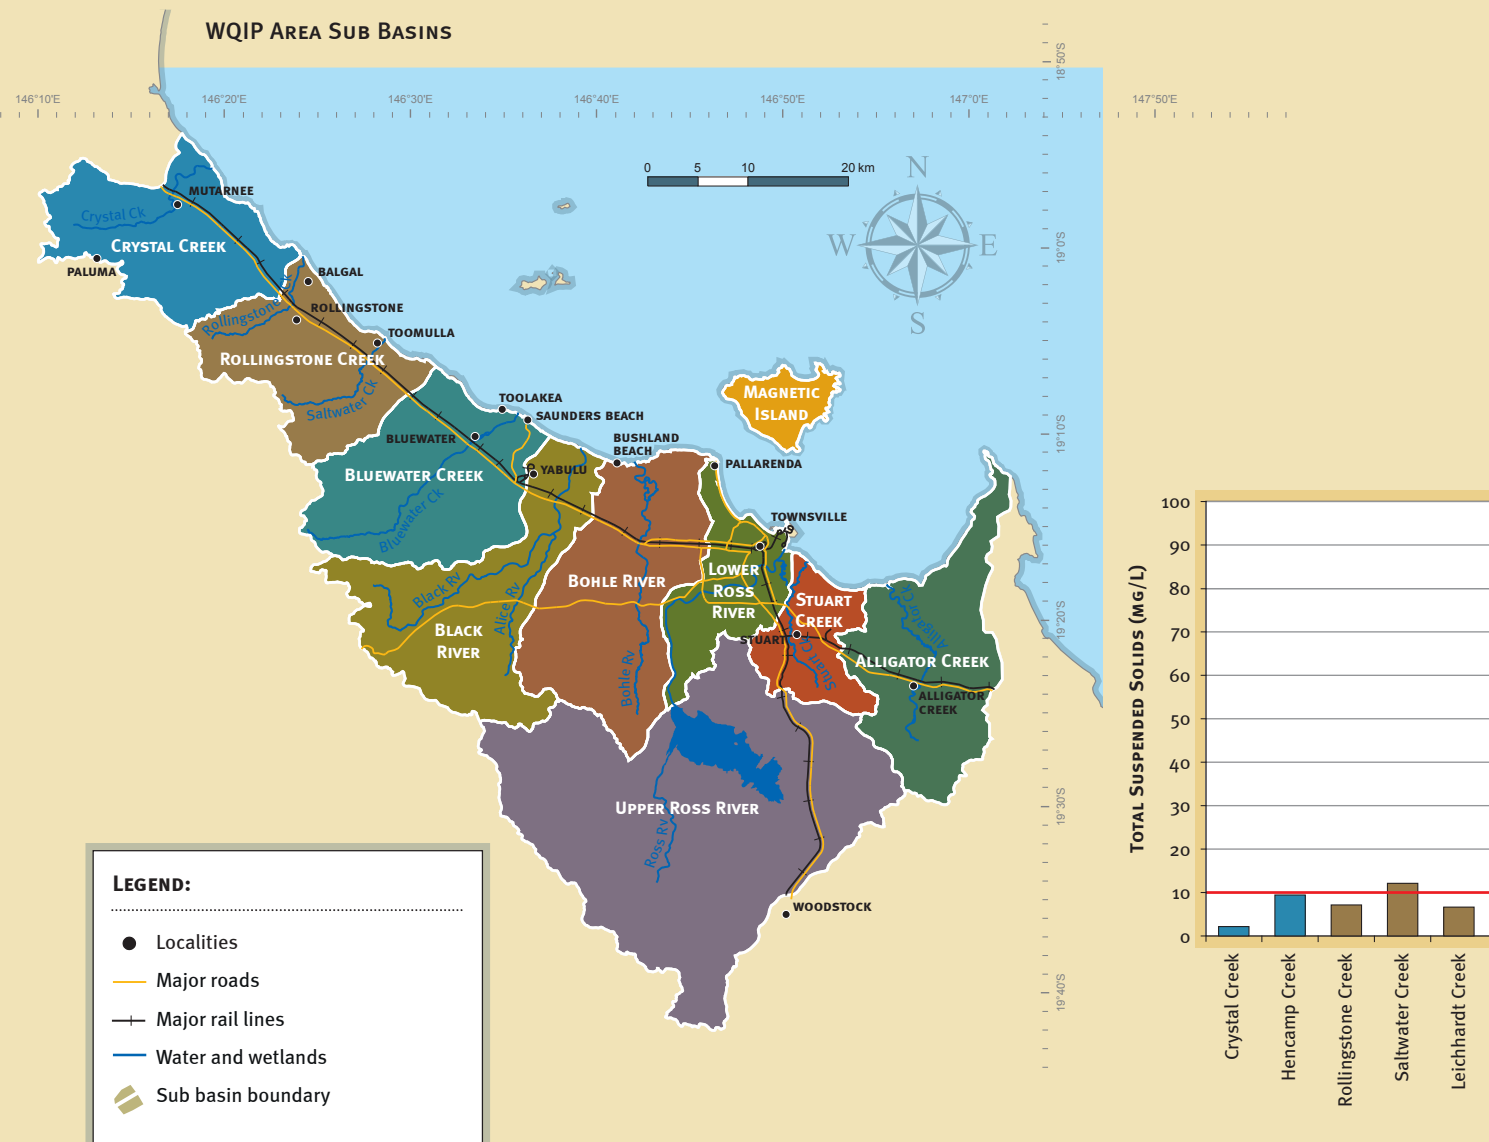 WQIP Area Sub Basins
146°10'E 146°20'E 146°30'E 146°40'E 146°50'E 147°0'E 147°50'E
18°50'S
19°0'S
19°10'S
19°20'S
19°30'S
19°40'S
0 5 10 20 km
N
W E
S
Mutarnee
Crystal Ck
Crystal Creek
Paluma
Balgal
Rollingstone Ck
Rollingstone
Toomulla
Rollingstone Creek
Saltwater Ck
Magnetic
Island
Toolakea
Saunders Beach
Bluewater
Bushland
Beach
Pallarenda
Yabulu
Bluewater Creek
Bluewater Ck
Townsville
Black Rv
Alice Rv
Bohle River
Lower
Ross
River
Stuart
Creek
Black
River
Stuart
Stuart Ck
Alligator Ck
Alligator Creek
Bohle Rv
Alligator
Creek
Upper Ross River
Ross Rv
Woodstock
Legend:
Localities
Major roads
Major rail lines
Water and wetlands
Sub basin boundary
Total Suspended Solids (mg/L)
100
90
80
70
60
50
40
30
20
10
0
Crystal Creek
Hencamp Creek
Rollingstone Creek
Saltwater Creek
Leichhardt Creek